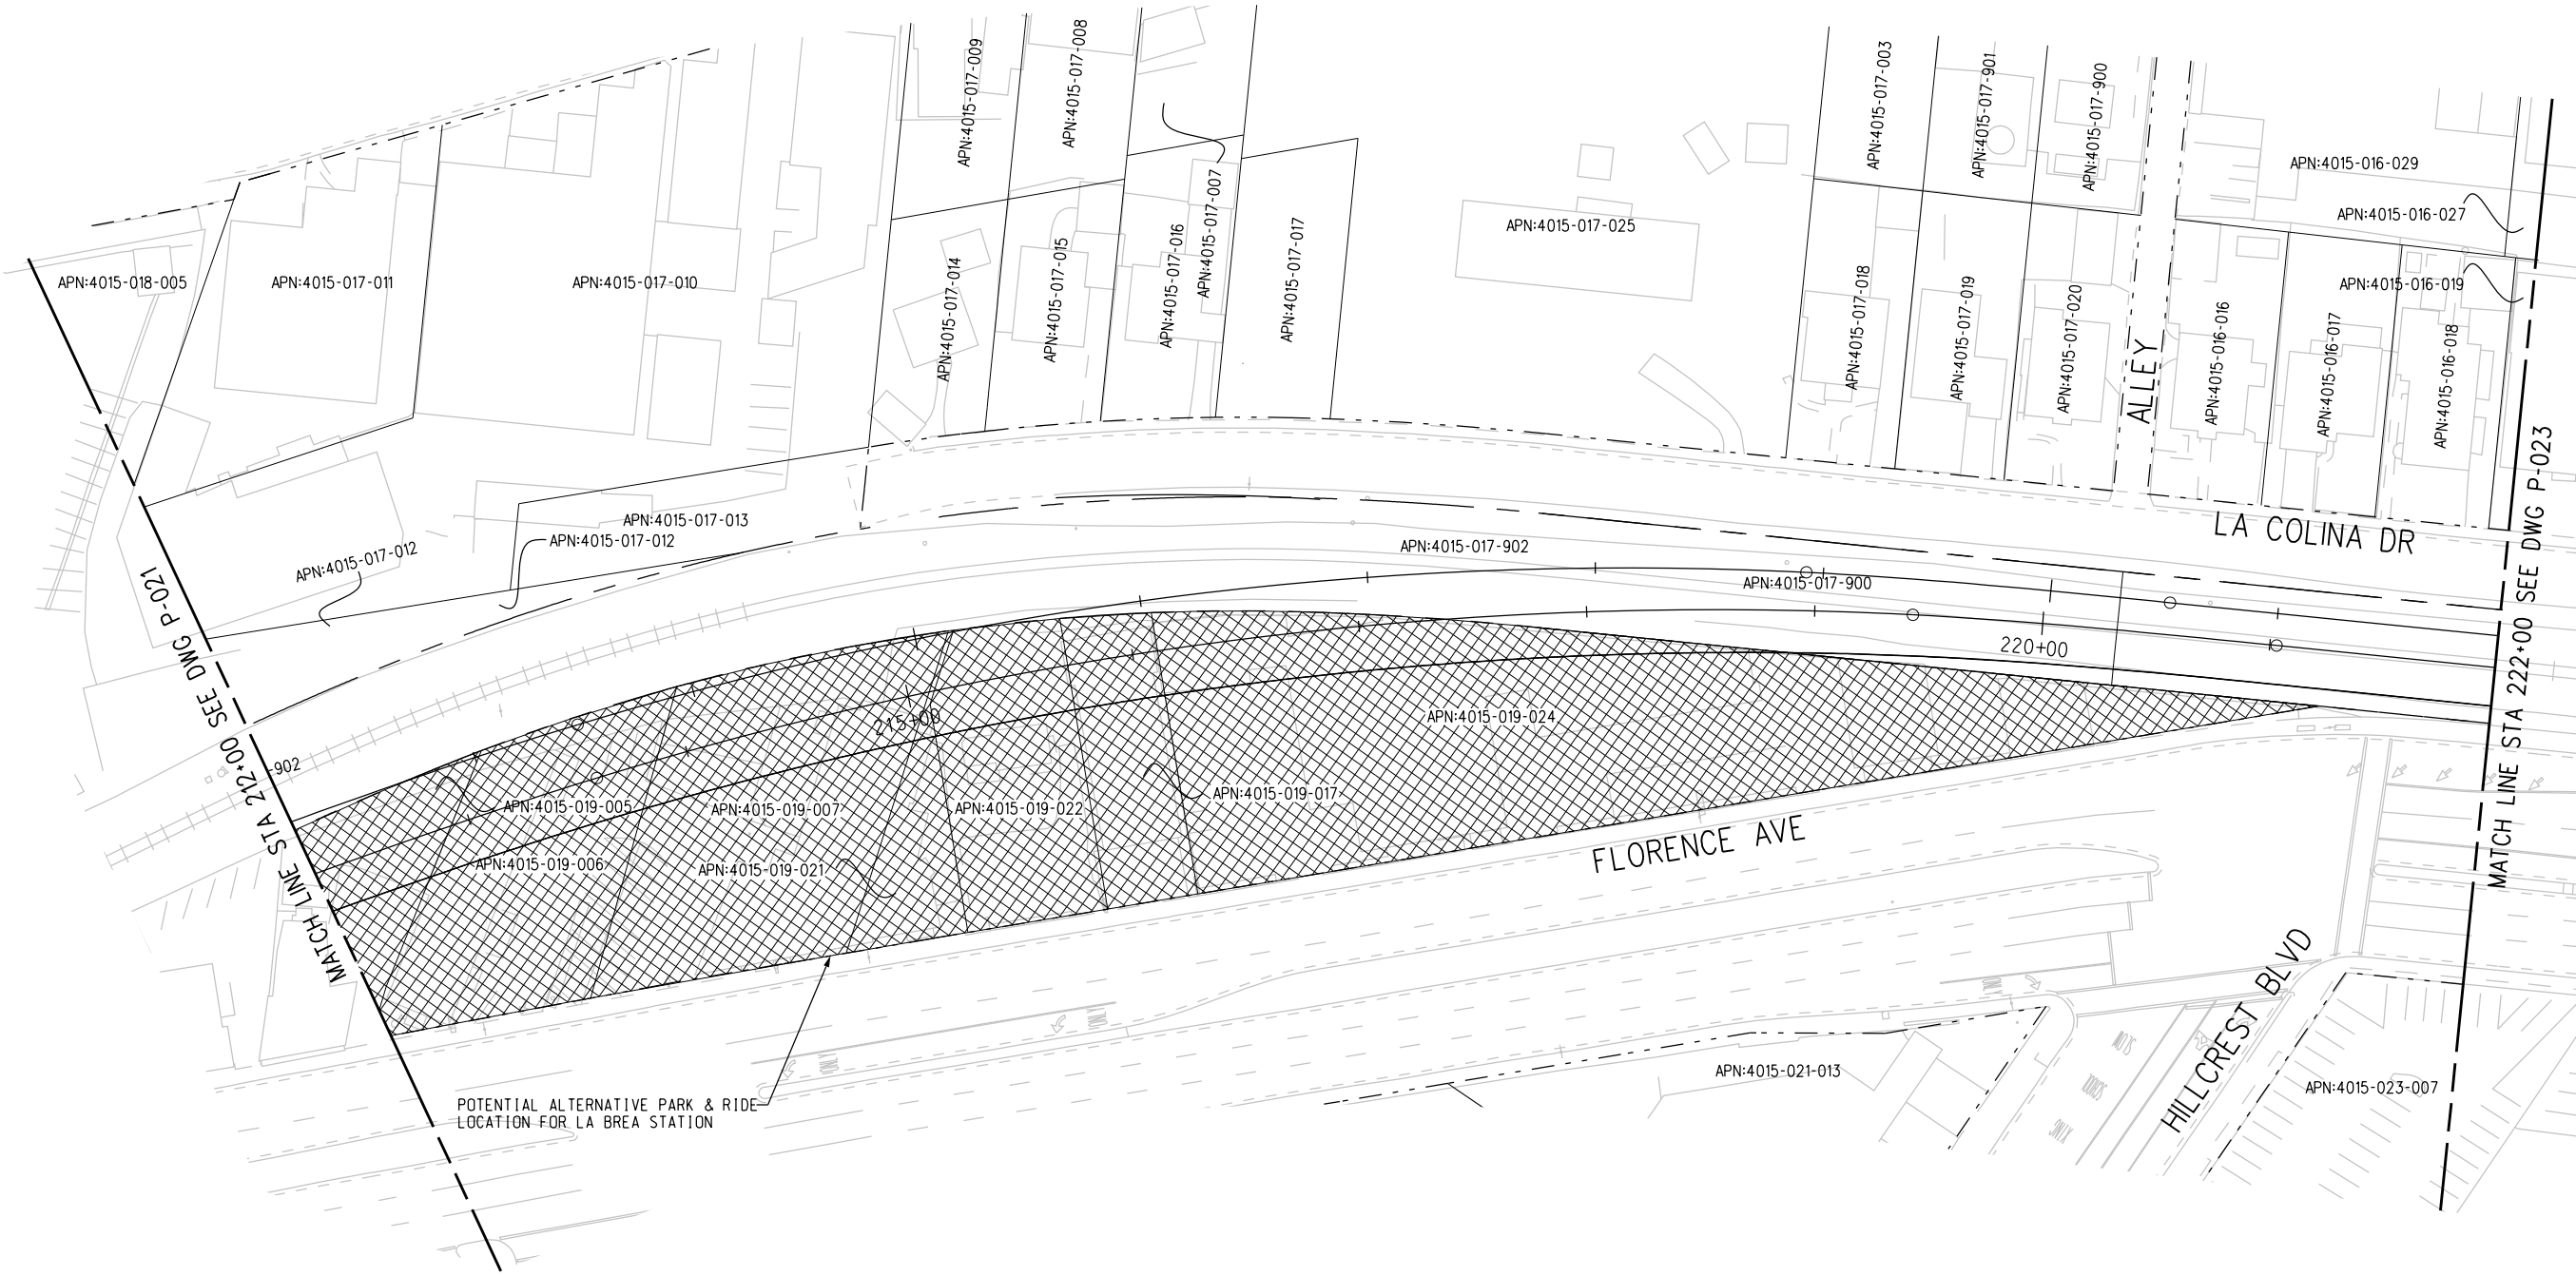 APN:4015-017-009
APN:4015-017-008
APN:4015-017-007
APN:4015-017-003
APN:4015-017-901
APN:4015-017-900
APN:4015-016-029
APN:4015-016-027
APN:4015-018-005
APN:4015-017-011
APN:4015-017-010
APN:4015-017-014
APN:4015-017-015
APN:4015-017-016
APN:4015-017-017
APN:4015-017-025
APN:4015-017-018
APN:4015-017-019
APN:4015-017-020
ALLEY
APN:4015-016-016
APN:4015-016-017
APN:4015-016-018
APN:4015-016-019
APN:4015-017-013
APN:4015-017-012
APN:4015-017-012
APN:4015-017-902
APN:4015-017-900
LA COLINA DR
220+00
215+00
-902
MATCH LINE STA 212+00 SEE DWG P-021
MATCH LINE STA 222+00 SEE DWG P-023
APN:4015-019-005
APN:4015-019-006
APN:4015-019-007
APN:4015-019-021
APN:4015-019-022
APN:4015-019-017
APN:4015-019-024
FLORENCE AVE
HILLCREST BLVD
ONLY
ONLY
ONLY
APN:4015-021-013
APN:4015-023-007
POTENTIAL ALTERNATIVE PARK & RIDE
LOCATION FOR LA BREA STATION